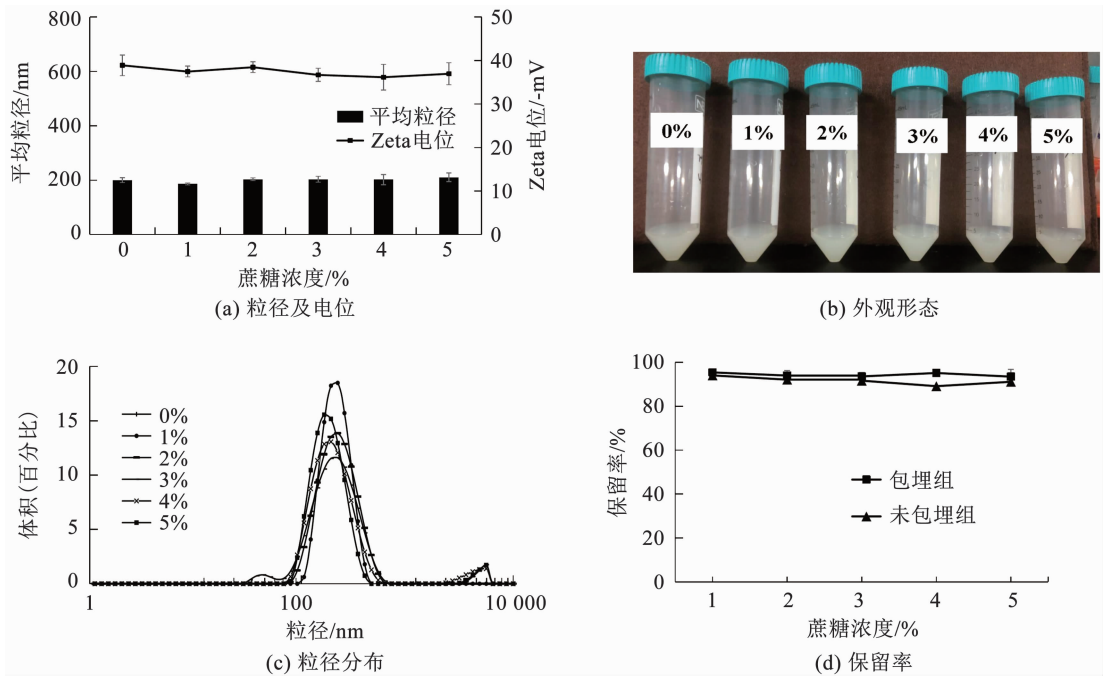 800
600
400
200
0
平均粒径/nm
50
40
30
20
10
0
Zeta电位/-mV
平均粒径
Zeta电位
0 1 2 3 4 5
蔗糖浓度/%
(a) 粒径及电位
0% 1% 2% 3% 4% 5%
(b) 外观形态
20
15
10
5
0
体积(百分比)
0%
1%
2%
3%
4%
5%
1 100 10 000
粒径/nm
(c) 粒径分布
100
80
60
40
20
0
保留率/%
包埋组
未包埋组
1 2 3 4 5
蔗糖浓度/%
(d) 保留率